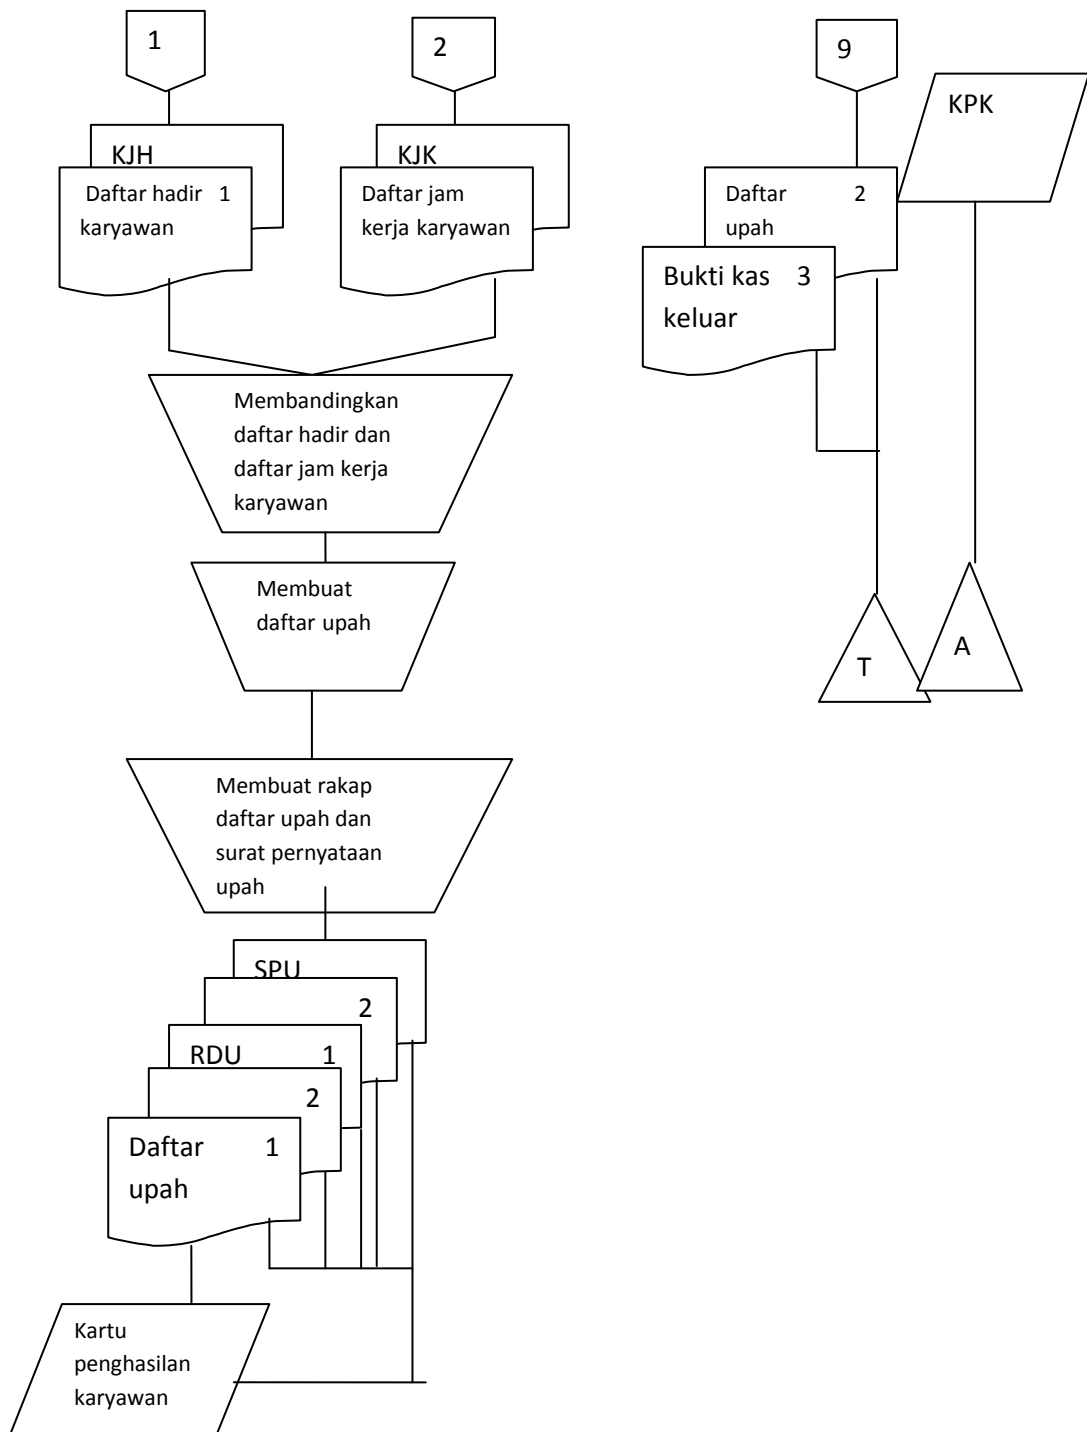 1
2
KJH
Daftar hadir 1
karyawan
KJK
Daftar jam
kerja karyawan
Membandingkan
daftar hadir dan
daftar jam kerja
karyawan
Membuat
daftar upah
Membuat rakap
daftar upah dan
surat pernyataan
upah
SPU
2
RDU 1
2
Daftar 1
upah
Kartu
penghasilan
karyawan
9
KPK
Daftar 2
upah
Bukti kas 3
keluar
T
A